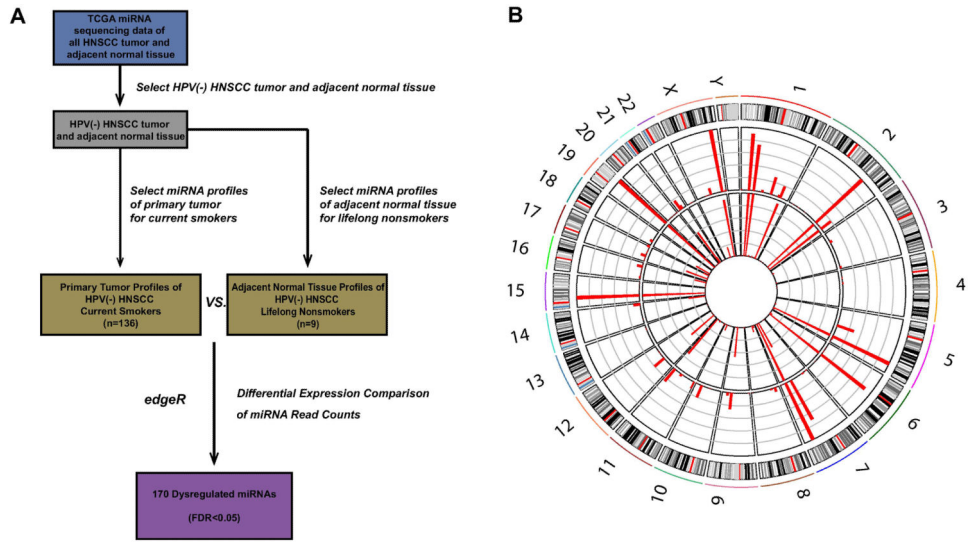 A
TCGA miRNA
sequencing data of
all HNSCC tumor and
adjacent normal tissue
Select HPV(-) HNSCC tumor and adjacent normal tissue
HPV(-) HNSCC tumor
and adjacent normal tissue
Select miRNA profiles
of primary tumor
for current smokers
Select miRNA profiles
of adjacent normal tissue
for lifelong nonsmokers
Primary Tumor Profiles of
HPV(-) HNSCC
Current Smokers
(n=136)
VS.
Adjacent Normal Tissue Profiles of
HPV(-) HNSCC
Lifelong Nonsmokers
(n=9)
edgeR
Differential Expression Comparison
of miRNA Read Counts
170 Dysregulated miRNAs
(FDR<0.05)
B
1
2
3
4
5
6
7
8
9
10
11
12
13
14
15
16
17
18
19
20
21
22
X
Y